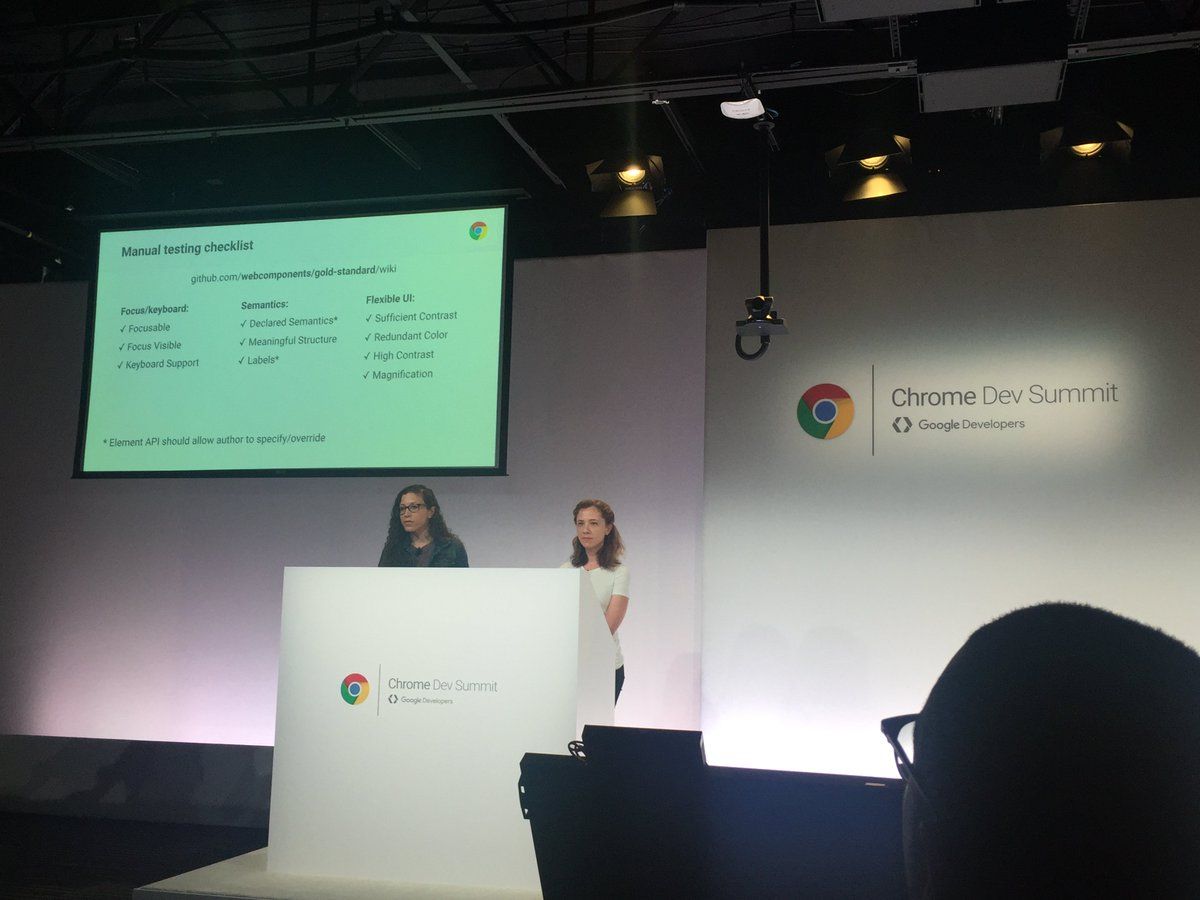 Manual testing checklist
github.com/webcomponents/gold-standard/wiki
Focus/keyboard:
✓ Focusable
✓ Focus Visible
✓ Keyboard Support
Semantics:
✓ Declared Semantics*
✓ Meaningful Structure
✓ Labels*
Flexible UI:
✓ Sufficient Contrast
✓ Redundant Color
✓ High Contrast
✓ Magnification
* Element API should allow author to specify/override
Chrome Dev Summit
Google Developers
Chrome Dev Summit
Google Developers